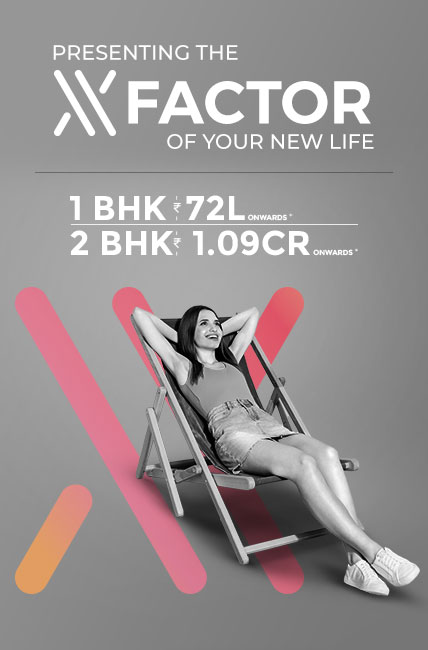 PRESENTING THE
X FACTOR
OF YOUR NEW LIFE
1 BHK ₹ 72L ONWARDS*
2 BHK ₹ 1.09CR ONWARDS*